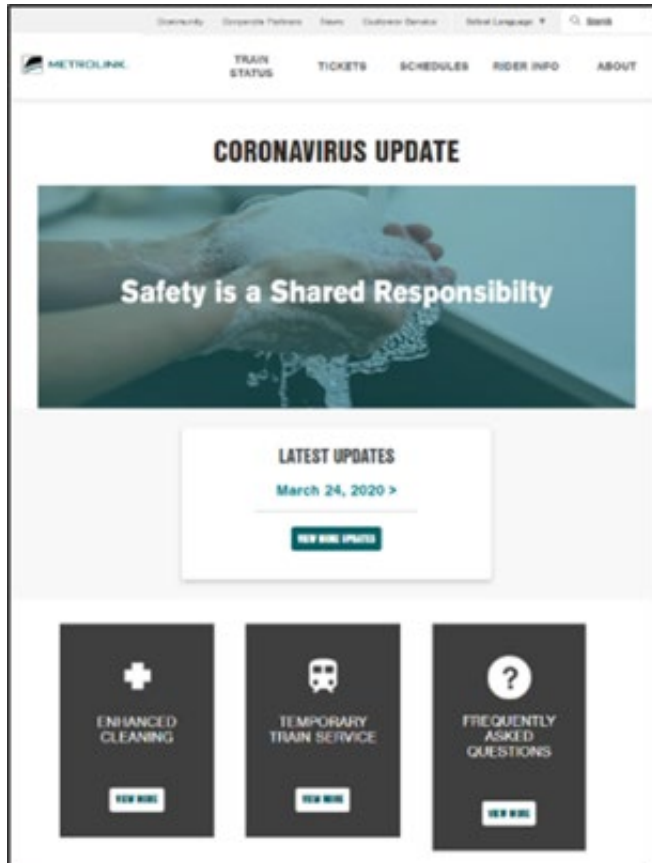 Community Corporate Partners News Customer Service Select Language ▼ Search
METROLINK.
TRAIN
STATUS
TICKETS SCHEDULES RIDER INFO ABOUT
CORONAVIRUS UPDATE
Safety is a Shared Responsibilty
LATEST UPDATES
March 24, 2020 >
VIEW MORE UPDATES
ENHANCED
CLEANING
VIEW MORE
TEMPORARY
TRAIN SERVICE
VIEW MORE
?
FREQUENTLY
ASKED
QUESTIONS
VIEW MORE